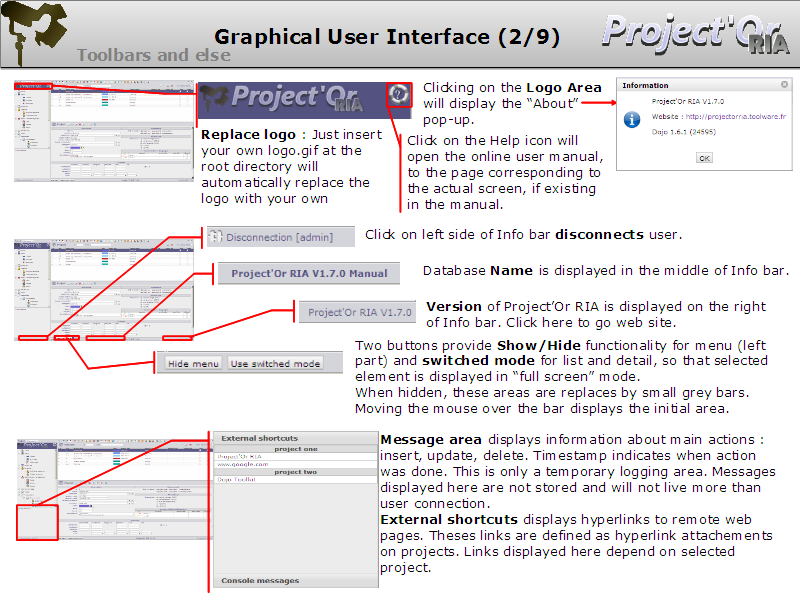 Graphical User Interface (2/9)
Toolbars and else
Project'Or
RIA
Project'Or
RIA
Clicking on the Logo Area
will display the “About”
pop-up.
Information
Project'Or RIA V1.7.0
Website : http://projectorria.toolware.fr
Dojo 1.6.1 (24595)
OK
Replace logo : Just insert
your own logo.gif at the
root directory will
automatically replace the
logo with your own
Click on the Help icon will
open the online user manual,
to the page corresponding to
the actual screen, if existing
in the manual.
Disconnection [admin]
Click on left side of Info bar disconnects user.
Project'Or RIA V1.7.0 Manual
Database Name is displayed in the middle of Info bar.
Project'Or RIA V1.7.0
Version of Project’Or RIA is displayed on the right
of Info bar. Click here to go web site.
Hide menu
Use switched mode
Two buttons provide Show/Hide functionality for menu (left
part) and switched mode for list and detail, so that selected
element is displayed in “full screen” mode.
When hidden, these areas are replaces by small grey bars.
Moving the mouse over the bar displays the initial area.
External shortcuts
project one
Project'Or RIA
www.google.com
project two
Dojo Toolkit
Console messages
Message area displays information about main actions :
insert, update, delete. Timestamp indicates when action
was done. This is only a temporary logging area. Messages
displayed here are not stored and will not live more than
user connection.
External shortcuts displays hyperlinks to remote web
pages. Theses links are defined as hyperlink attachements
on projects. Links displayed here depend on selected
project.